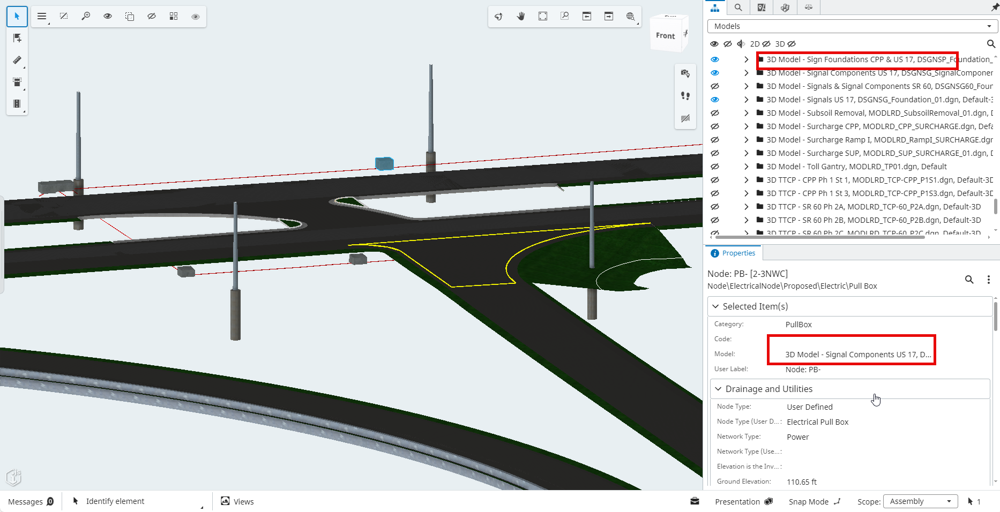 Front
Models
2D
3D
3D Model - Sign Foundations CPP & US 17, DSGNSP_Foundation_
3D Model - Signal Components US 17, DSGNSG_SignalComponer
3D Model - Signals & Signal Components SR 60, DSGNSG60_Four
3D Model - Signals US 17, DSGNSG_Foundation_01.dgn, Default-3
3D Model - Subsoil Removal, MODLRD_SubsoilRemoval_01.dgn, D
3D Model - Surcharge CPP, MODLRD_CPP_SURCHARGE.dgn, Defa
3D Model - Surcharge Ramp I, MODLRD_RampI_SURCHARGE.dgr
3D Model - Surcharge SUP, MODLRD_SUP_SURCHARGE_01.dgn, D
3D Model - Toll Gantry, MODLRD_TP01.dgn, Default
3D TTCP - CPP Ph 1 St 1, MODLRD_TCP-CPP_P1S1.dgn, Default-3D
3D TTCP - CPP Ph 1 St 3, MODLRD_TCP-CPP_P1S3.dgn, Default-3D
3D TTCP - SR 60 Ph 2A, MODLRD_TCP-60_P2A.dgn, Default-3D
3D TTCP - SR 60 Ph 2B, MODLRD_TCP-60_P2B.dgn, Default-3D
3D TTCP - SR 60 Ph 2C, MODLRD_TCP-60_P2C.dgn, Default-3D
Properties
Node: PB- [2-3NWC]
Node\ElectricalNode\Proposed\Electric\Pull Box
Selected Item(s)
Category: PullBox
Code:
Model: 3D Model - Signal Components US 17, D...
User Label: Node: PB-
Drainage and Utilities
Node Type: User Defined
Node Type (User D...: Electrical Pull Box
Network Type: Power
Network Type (Use...:
Elevation is the Inv...:
Ground Elevation: 110.65 ft
Messages 0
Identify element
Views
Presentation
Snap Mode
Scope: Assembly
1